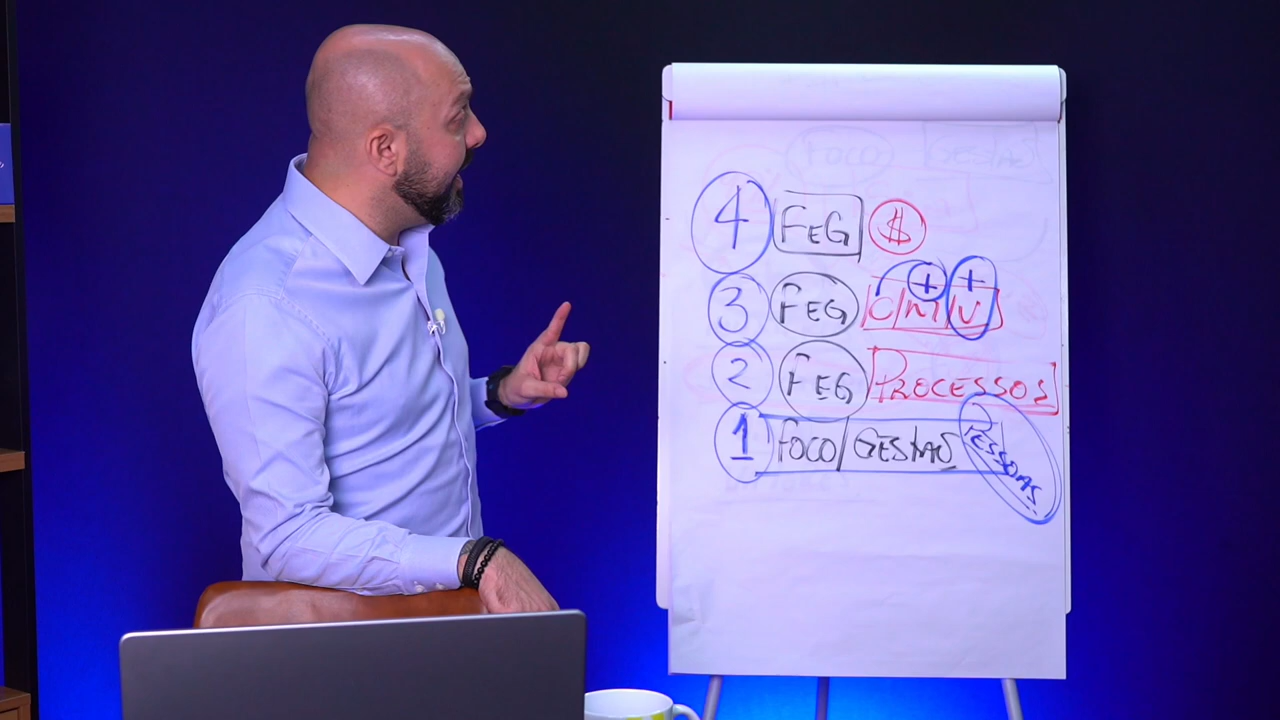 4 FEG $
+ +
3 FEG C/M/V
2 FEG PROCESSOS
1 FOCO/GESTÃO PESSOAS